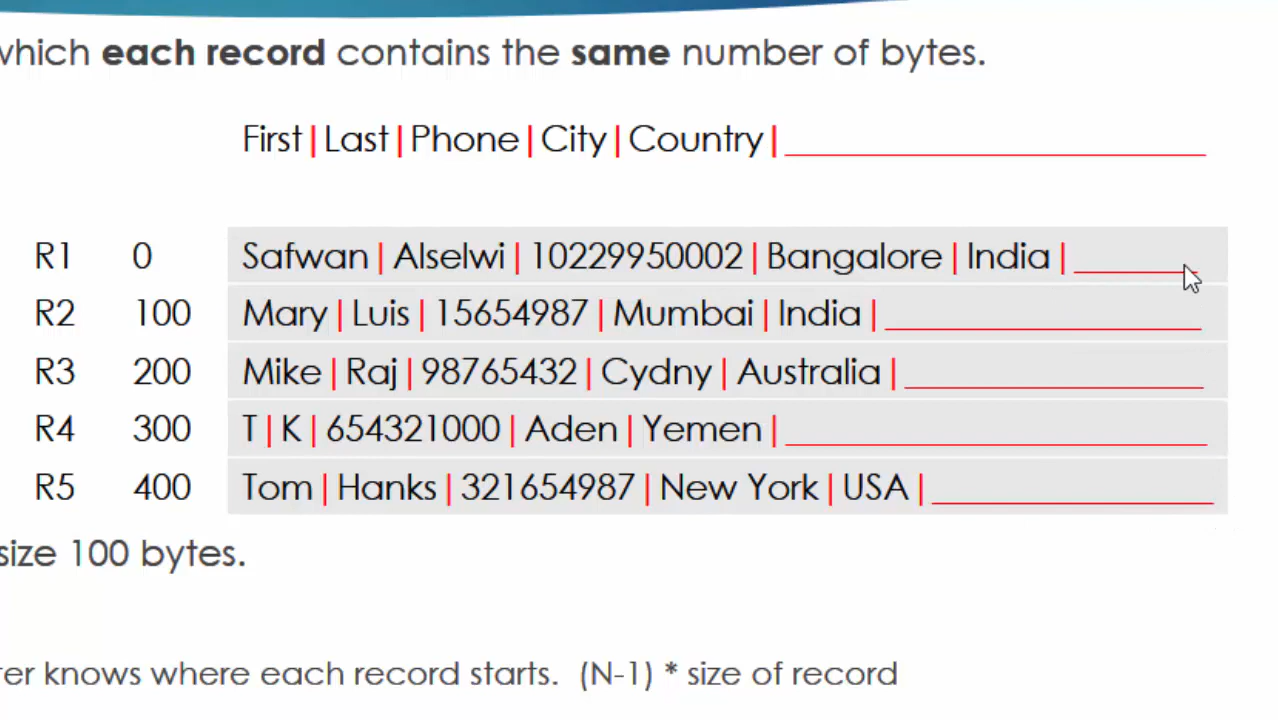 which each record contains the same number of bytes.
First|Last|Phone|City|Country|
R1 0 Safwan|Alselwi|10229950002|Bangalore|India|
R2 100 Mary|Luis|15654987|Mumbai|India|
R3 200 Mike|Raj|98765432|Cydny|Australia|
R4 300 T|K|654321000|Aden|Yemen|
R5 400 Tom|Hanks|321654987|New York|USA|
size 100 bytes.
ter knows where each record starts. (N-1) * size of record